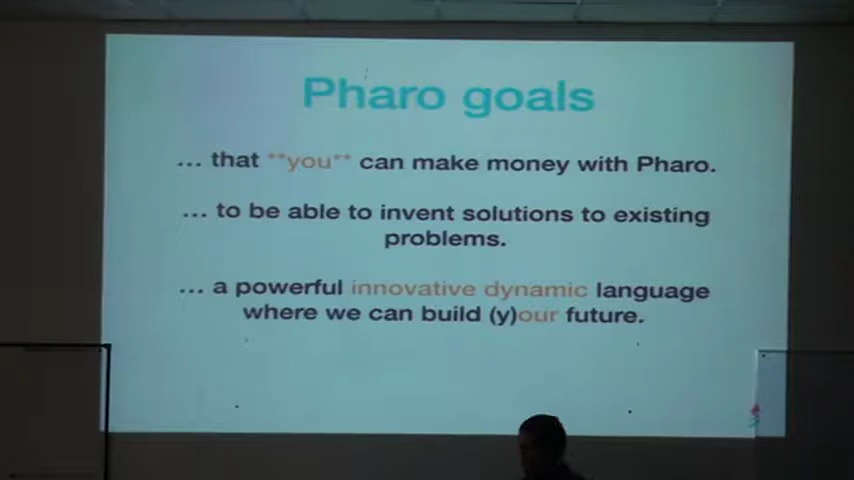 Pharo goals
... that **you** can make money with Pharo.
... to be able to invent solutions to existing
problems.
... a powerful innovative dynamic language
where we can build (y)our future.